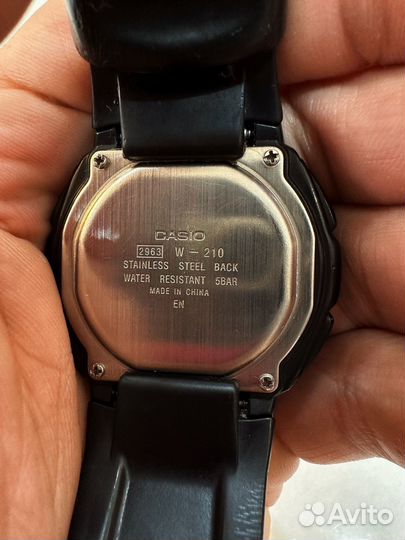 CASIO
2963 W-210
STAINLESS STEEL BACK
WATER RESISTANT 5BAR
MADE IN CHINA
EN
Avito